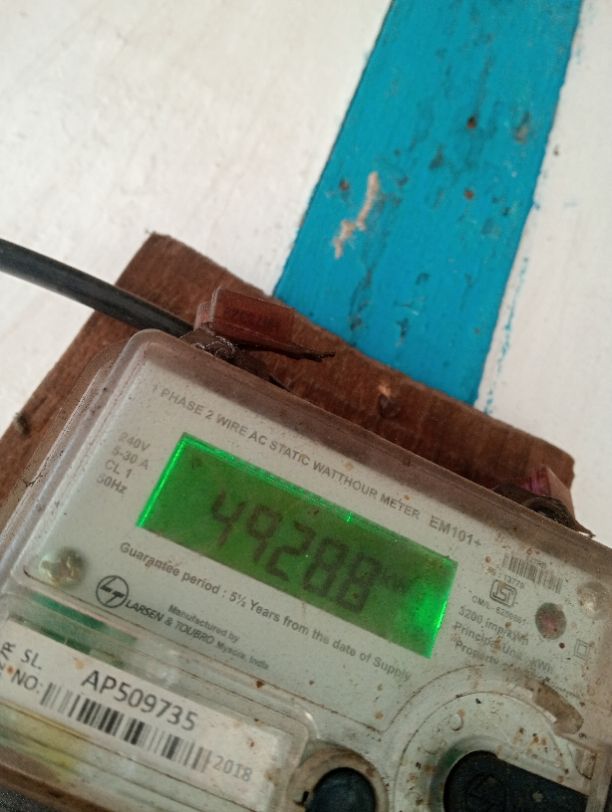 1 PHASE 2 WIRE AC STATIC WATTHOUR METER EM101+
240V
5-30 A
CL 1
50Hz
49288
Guarantee period : 5½ Years from the date of Supply
LARSEN & TOUBRO
Manufactured by
Mysore, India
5200 imp/kWh
SL.
NO:
AP509735
2018